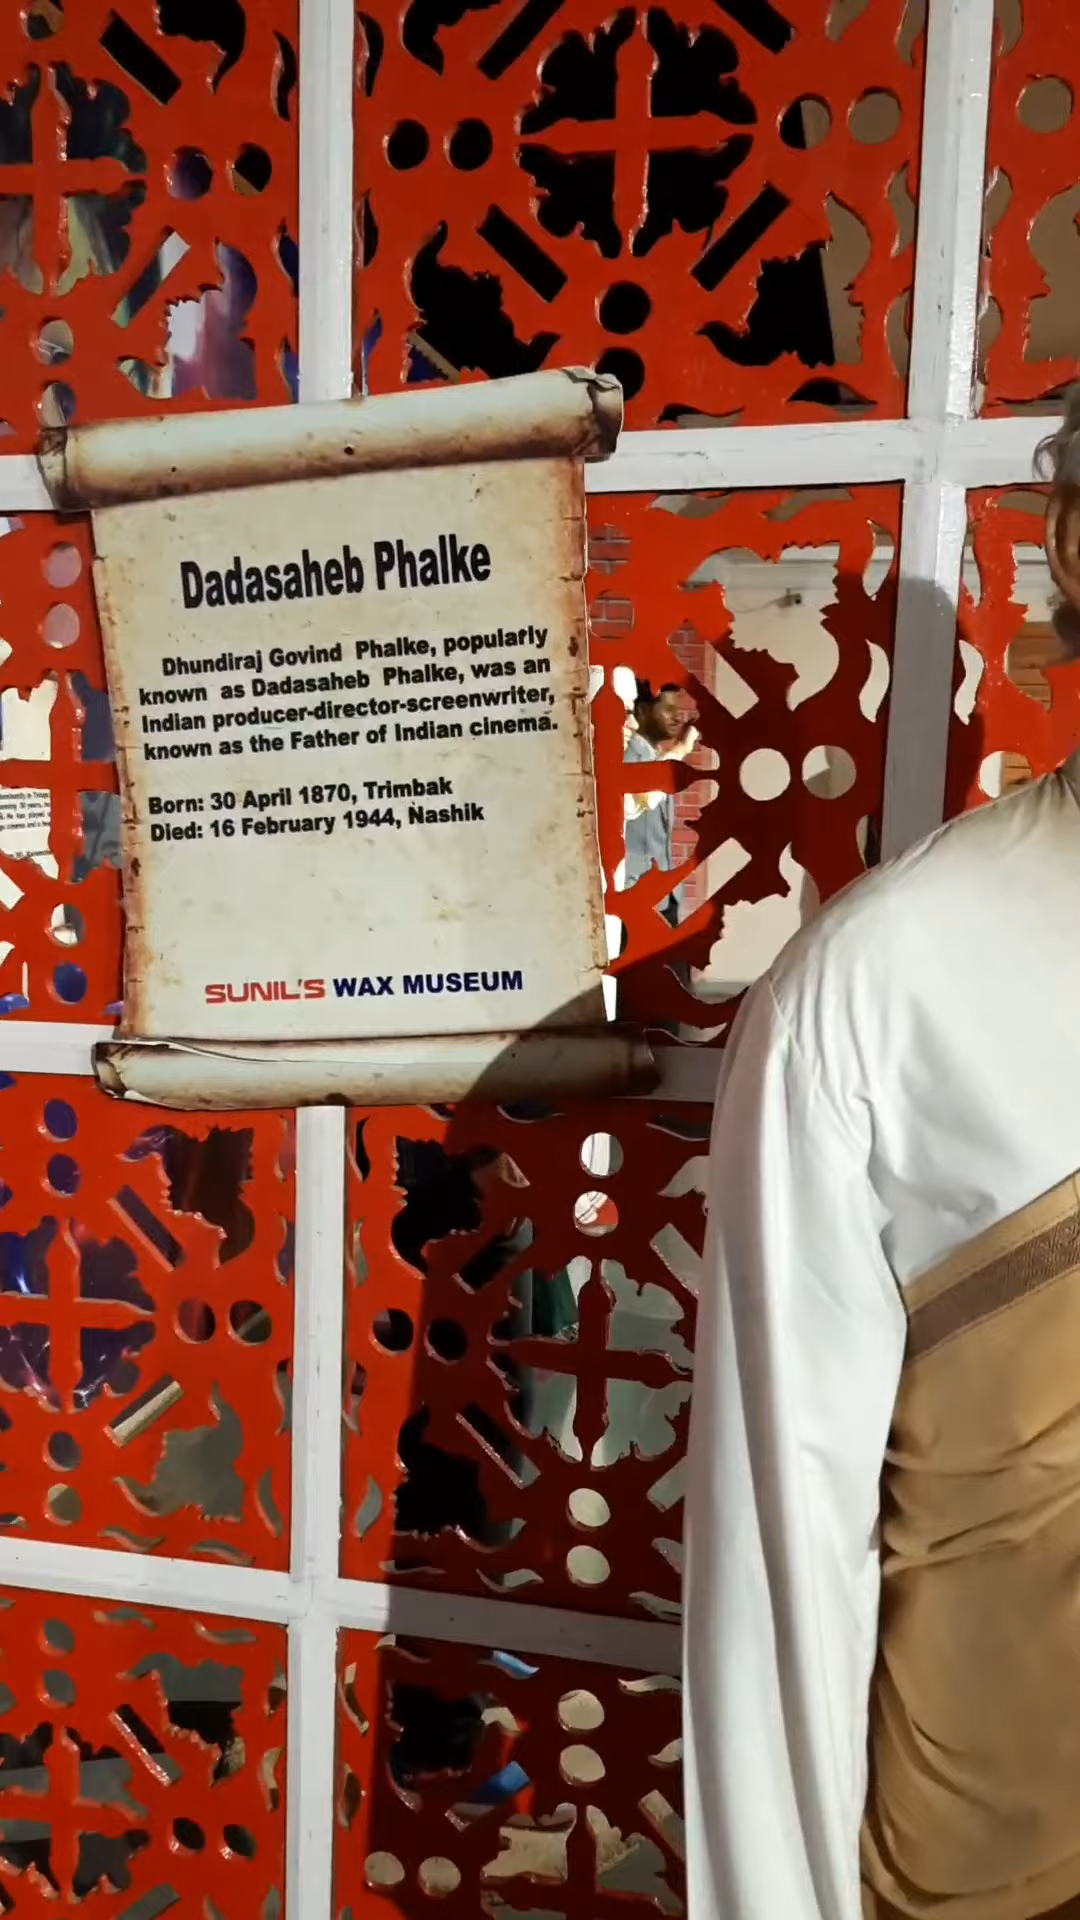 Dadasaheb Phalke
Dhundiraj Govind Phalke, popularly
known as Dadasaheb Phalke, was an
Indian producer-director-screenwriter,
known as the Father of Indian cinema.
Born: 30 April 1870, Trimbak
Died: 16 February 1944, Nashik
SUNIL'S WAX MUSEUM